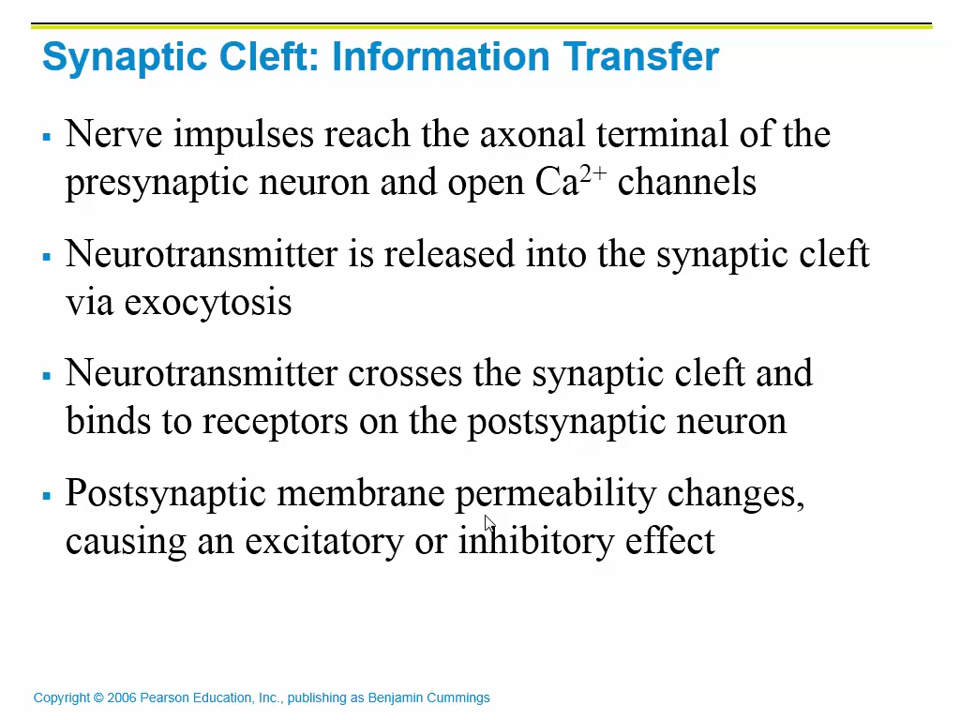 Synaptic Cleft: Information Transfer
▪ Nerve impulses reach the axonal terminal of the
presynaptic neuron and open Ca²⁺ channels
▪ Neurotransmitter is released into the synaptic cleft
via exocytosis
▪ Neurotransmitter crosses the synaptic cleft and
binds to receptors on the postsynaptic neuron
▪ Postsynaptic membrane permeability changes,
causing an excitatory or inhibitory effect
Copyright © 2006 Pearson Education, Inc., publishing as Benjamin Cummings